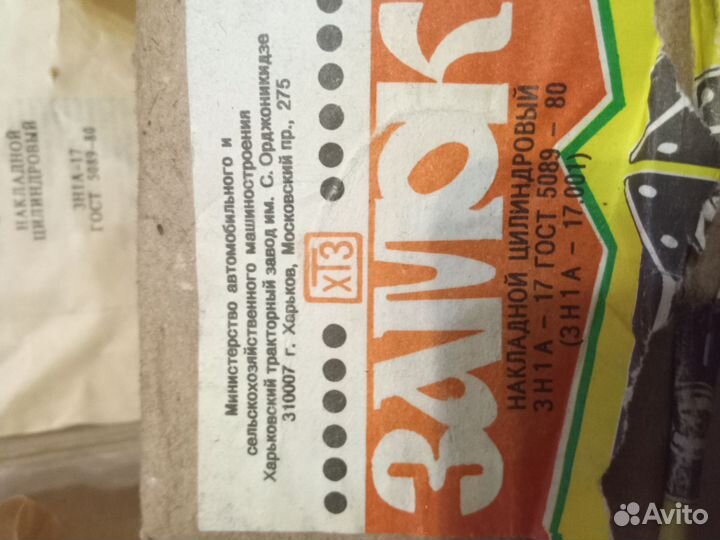 Министерство автомобильного и
сельскохозяйственного машиностроения
Харьковский тракторный завод им. С. Орджоникидзе
310007 г. Харьков, Московский пр., 275
ХТЗ
ЗАМОК
НАКЛАДНОЙ ЦИЛИНДРОВЫЙ
ЗН1А – 17 ГОСТ 5089 – 80
(ЗН1А – 17.001)
НАКЛАДНОЙ
ЦИЛИНДРОВЫЙ
ЗН1А-17
ГОСТ 5089-80
Avito